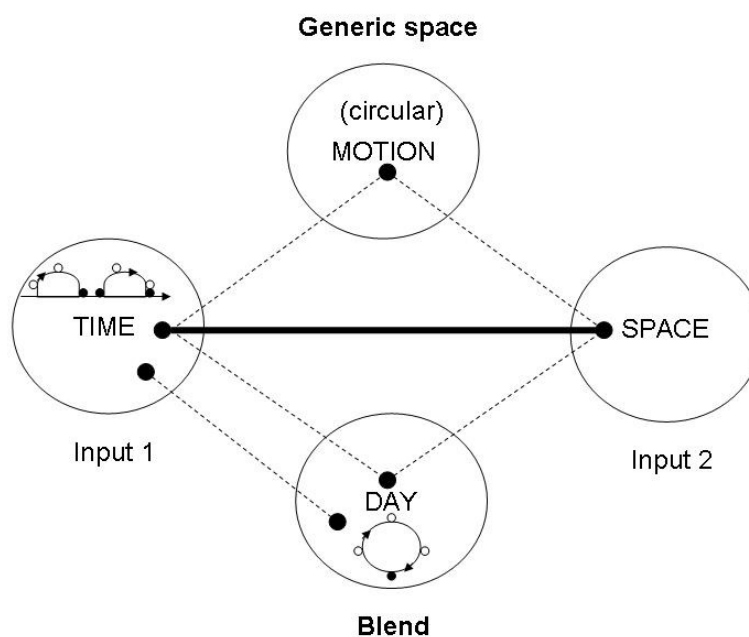 Generic space
(circular)
MOTION
TIME
SPACE
Input 1
Input 2
DAY
Blend